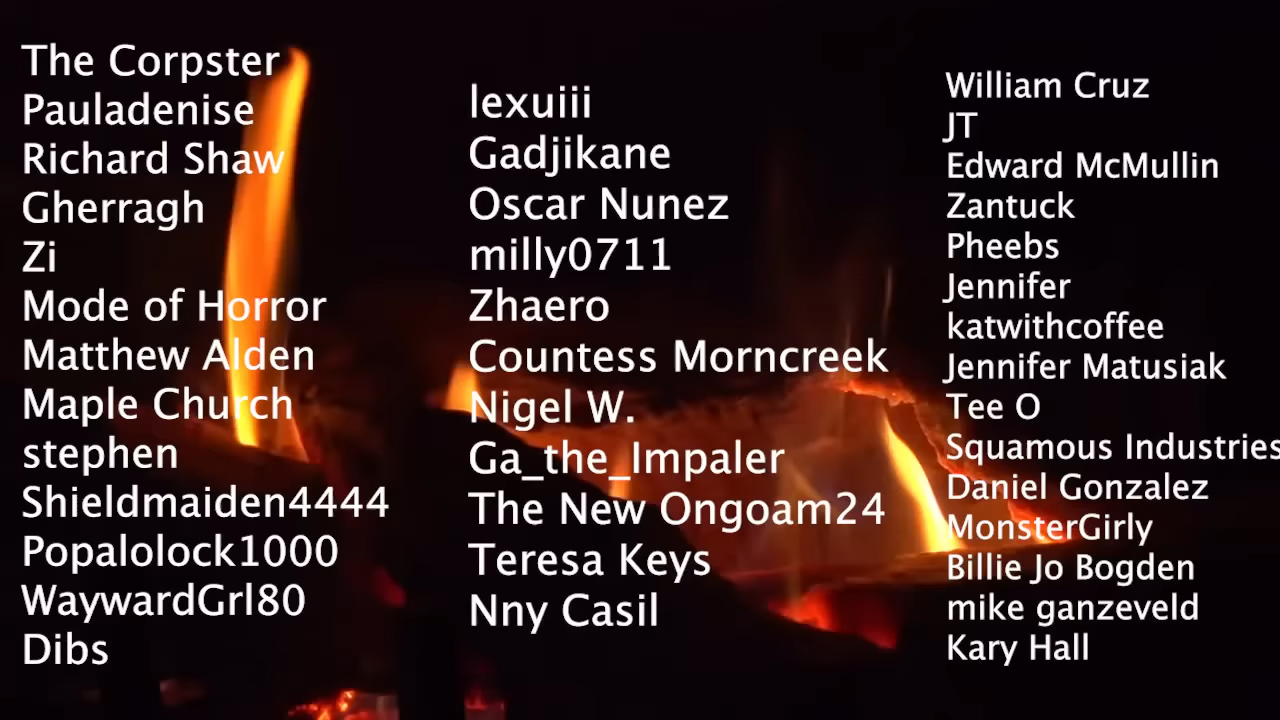 The Corpster
Pauladenise
Richard Shaw
Gherragh
Zi
Mode of Horror
Matthew Alden
Maple Church
stephen
Shieldmaiden4444
Popalolock1000
WaywardGrl80
Dibs
lexuiii
Gadjikane
Oscar Nunez
milly0711
Zhaero
Countess Morncreek
Nigel W.
Ga_the_Impaler
The New Ongoam24
Teresa Keys
Nny Casil
William Cruz
JT
Edward McMullin
Zantuck
Pheebs
Jennifer
katwithcoffee
Jennifer Matusiak
Tee O
Squamous Industries
Daniel Gonzalez
MonsterGirly
Billie Jo Bogden
mike ganzeveld
Kary Hall